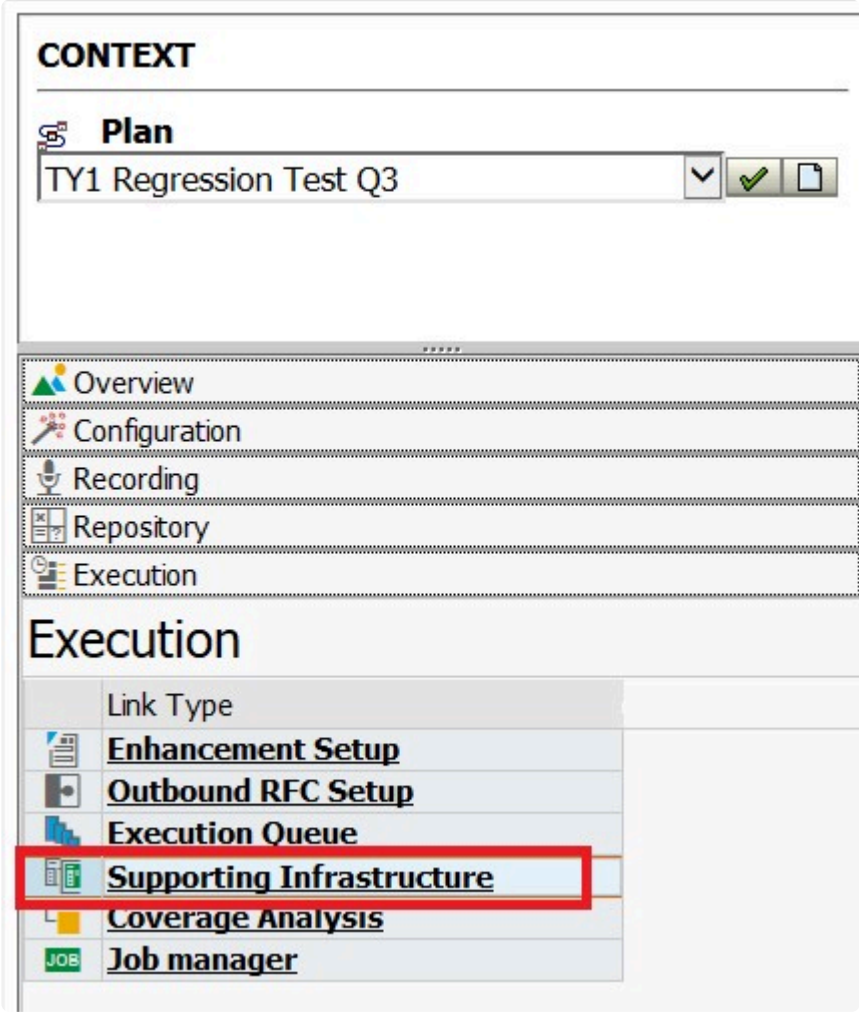 CONTEXT
Plan
TY1 Regression Test Q3
Overview
Configuration
Recording
Repository
Execution
Execution
Link Type
Enhancement Setup
Outbound RFC Setup
Execution Queue
Supporting Infrastructure
Coverage Analysis
JOB Job manager